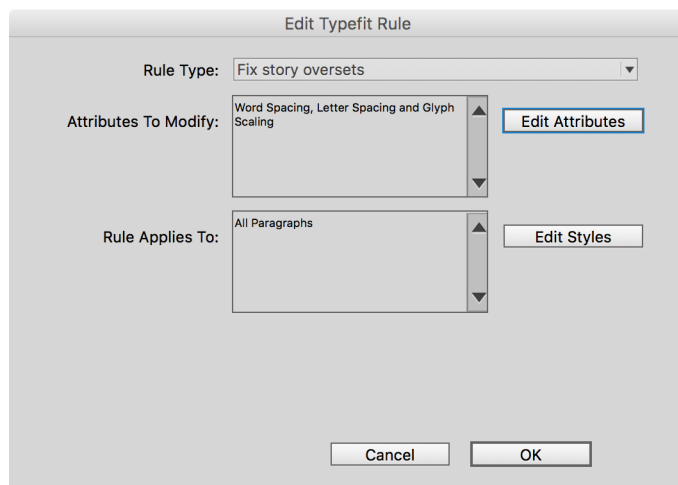 Edit Typefit Rule
Rule Type: Fix story oversets
Attributes To Modify: Word Spacing, Letter Spacing and Glyph
Scaling
Edit Attributes
Rule Applies To: All Paragraphs
Edit Styles
Cancel OK